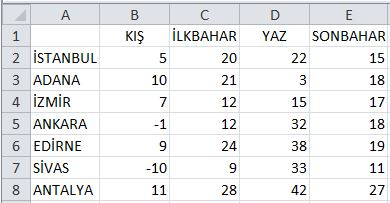 A B C D E
1 KIŞ İLKBAHAR YAZ SONBAHAR
2 İSTANBUL 5 20 22 15
3 ADANA 10 21 3 18
4 İZMİR 7 12 15 17
5 ANKARA -1 12 32 18
6 EDİRNE 9 24 38 19
7 SİVAS -10 9 33 11
8 ANTALYA 11 28 42 27